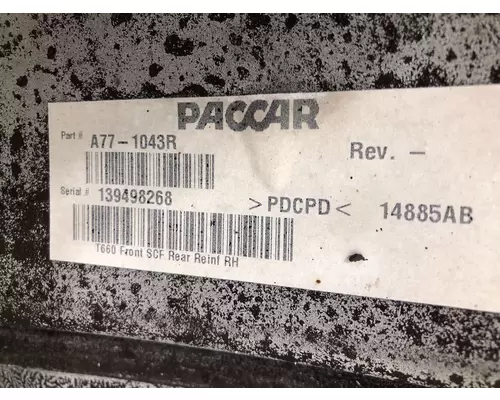 PACCAR
Part # A77-1043R Rev. -
Serial # 139498268 >PDCPD< 14885AB
T660 Front SCF Rear Reinf RH